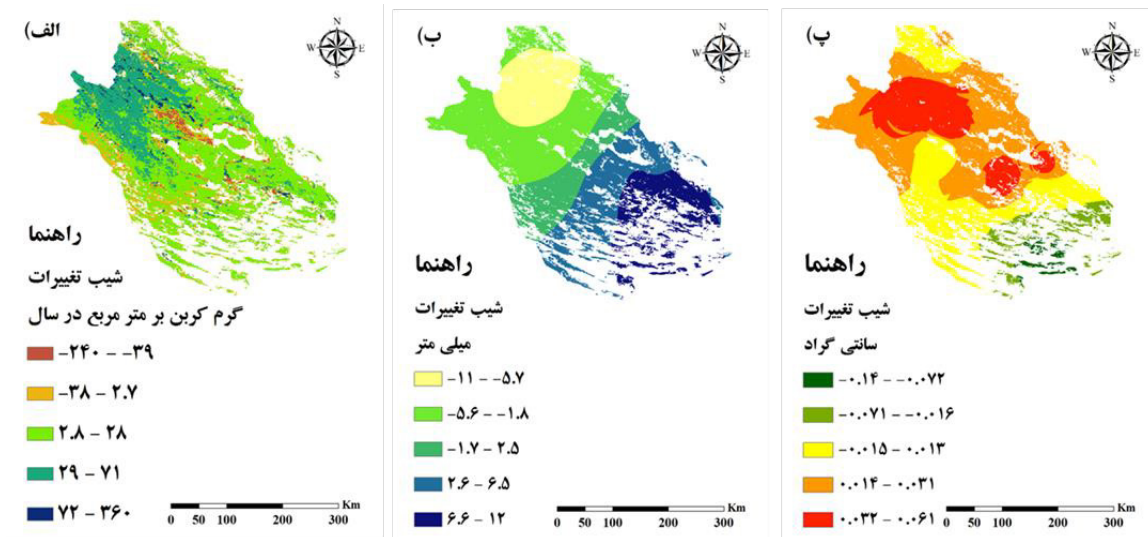 الف)
N
W E
S
راهنما
شیب تغییرات
گرم کربن بر متر مربع در سال
-۲۴۰ - -۳۹
-۳۸ - ۲.۷
۲.۸ - ۲۸
۲۹ - ۷۱
۷۲ - ۳۶۰
Km
0 50 100 200 300
ب)
N
W E
S
راهنما
شیب تغییرات
میلی متر
-۱۱ - -۵.۷
-۵.۶ - -۱.۸
-۱.۷ - ۲.۵
۲.۶ - ۶.۵
۶.۶ - ۱۲
Km
0 50 100 200 300
پ)
N
W E
S
راهنما
شیب تغییرات
سانتی گراد
-۰.۱۴ - -۰.۰۷۲
-۰.۰۷۱ - -۰.۰۱۶
-۰.۰۱۵ - ۰.۰۱۳
۰.۰۱۴ - ۰.۰۳۱
۰.۰۳۲ - ۰.۰۶۱
Km
0 50 100 200 300